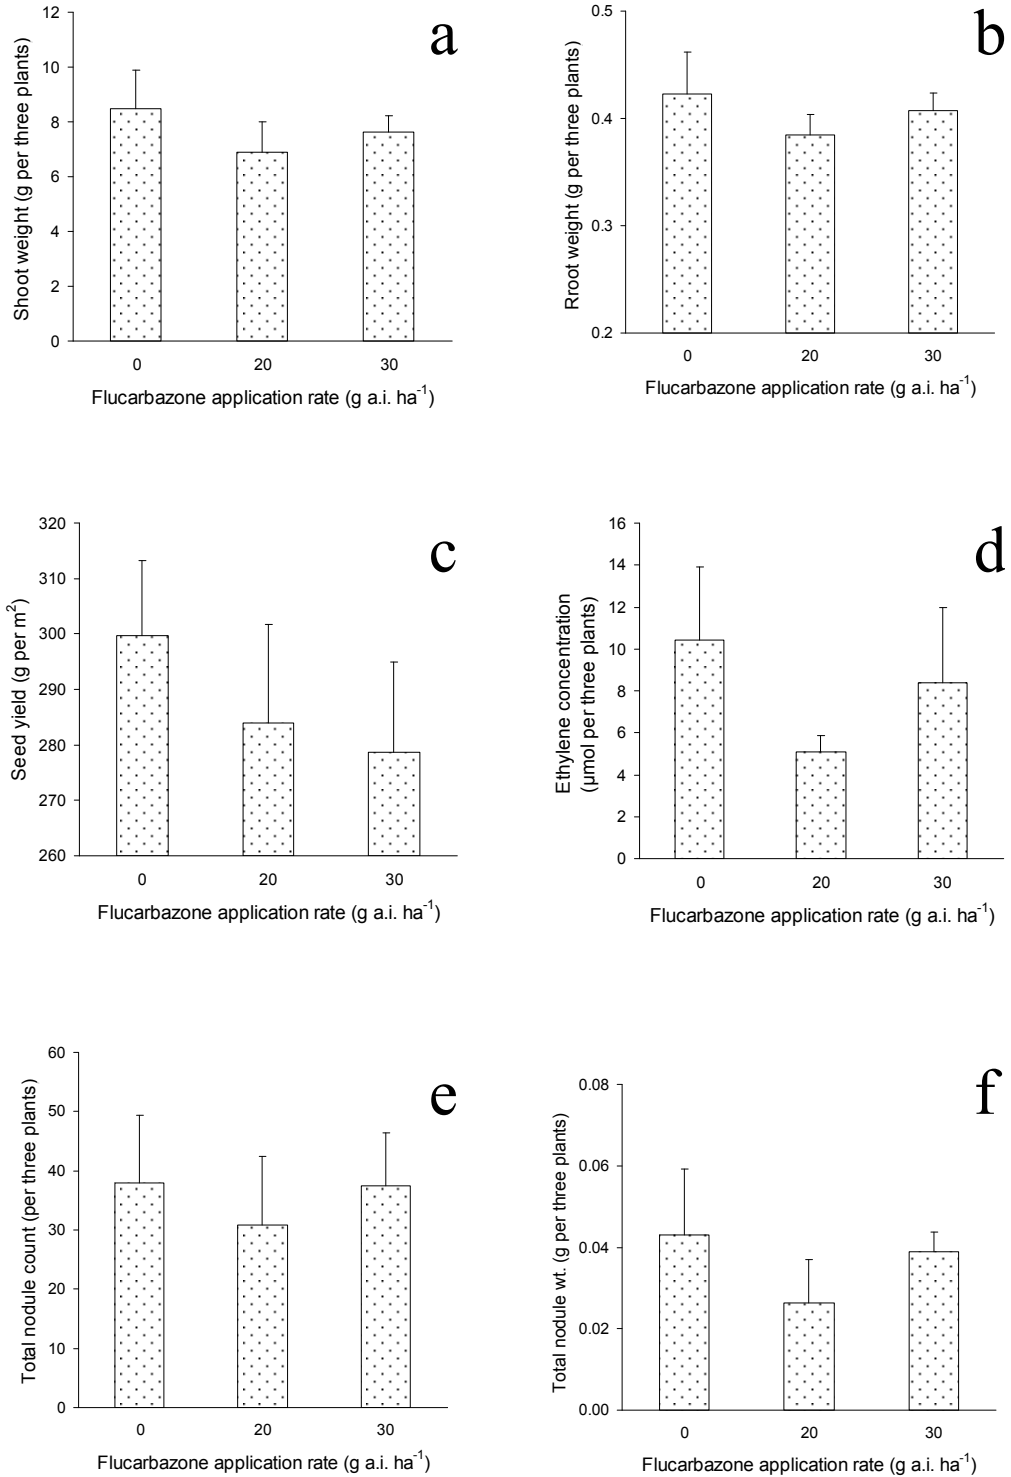 a
Shoot weight (g per three plants)
12
10
8
6
4
2
0
0 20 30
Flucarbazone application rate (g a.i. ha⁻¹)
b
Rroot weight (g per three plants)
0.5
0.4
0.3
0.2
0 20 30
Flucarbazone application rate (g a.i. ha⁻¹)
c
Seed yield (g per m²)
320
310
300
290
280
270
260
0 20 30
Flucarbazone application rate (g a.i. ha⁻¹)
d
Ethylene concentration
(µmol per three plants)
16
14
12
10
8
6
4
2
0
0 20 30
Flucarbazone application rate (g a.i. ha⁻¹)
e
Total nodule count (per three plants)
60
50
40
30
20
10
0
0 20 30
Flucarbazone application rate (g a.i. ha⁻¹)
f
Total nodule wt. (g per three plants)
0.08
0.06
0.04
0.02
0.00
0 20 30
Flucarbazone application rate (g a.i. ha⁻¹)